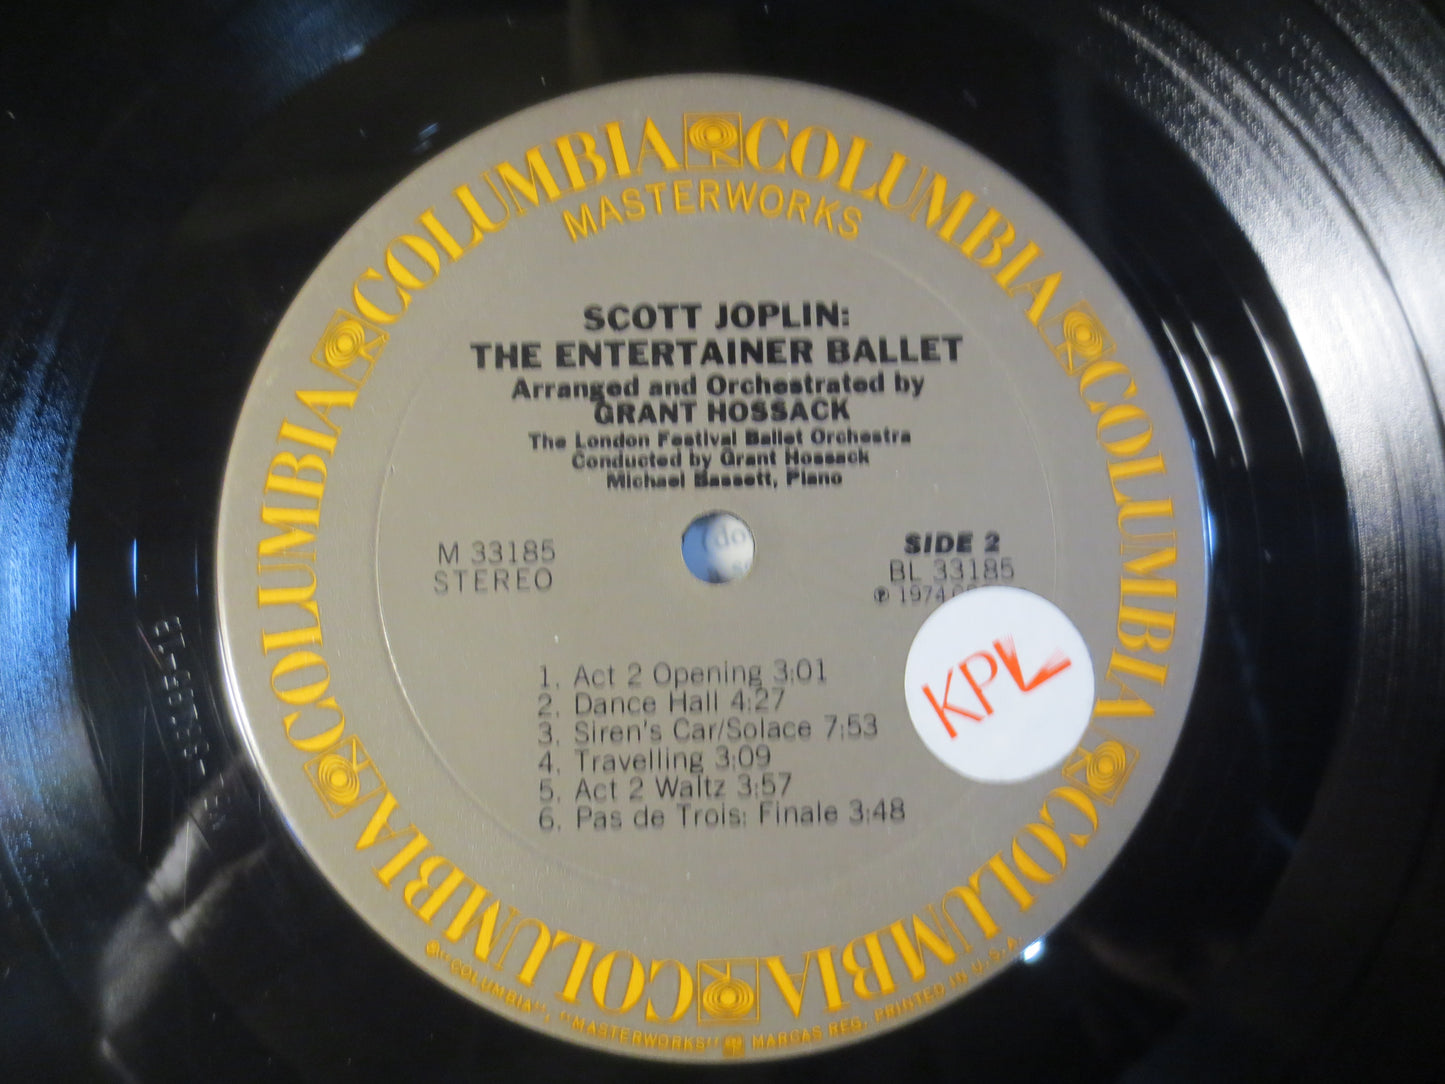 COLUMBIA COLUMBIA COLUMBIA COLUMBIA COLUMBIA COLUMBIA COLUMBIA COLUMBIA
MASTERWORKS
SCOTT JOPLIN:
THE ENTERTAINER BALLET
Arranged and Orchestrated by
GRANT HOSSACK
The London Festival Ballet Orchestra
Conducted by Grant Hossack
Michael Bassett, Piano
M 33185
STEREO
SIDE 2
BL 33185
℗ 1974
KPL
1. Act 2 Opening 3:01
2. Dance Hall 4:27
3. Siren's Car/Solace 7:53
4. Travelling 3:09
5. Act 2 Waltz 3:57
6. Pas de Trois: Finale 3:48
®"COLUMBIA", "MASTERWORKS" MARCAS REG. PRINTED IN U.S.A.